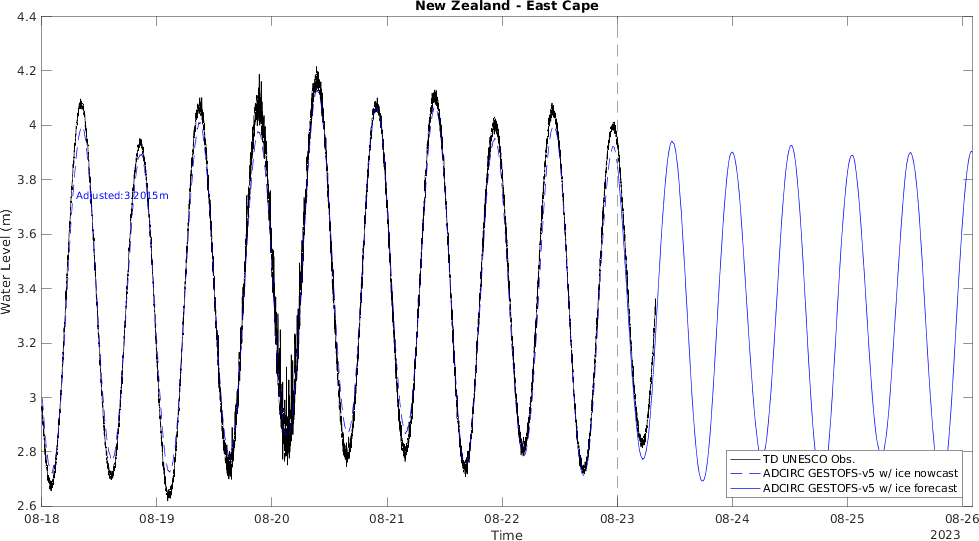 New Zealand - East Cape
4.4
4.2
4
3.8
3.6
3.4
3.2
3
2.8
2.6
Water Level (m)
Adjusted:3.2015m
TD UNESCO Obs.
ADCIRC GESTOFS-v5 w/ ice nowcast
ADCIRC GESTOFS-v5 w/ ice forecast
08-18 08-19 08-20 08-21 08-22 08-23 08-24 08-25 08-26
Time
2023